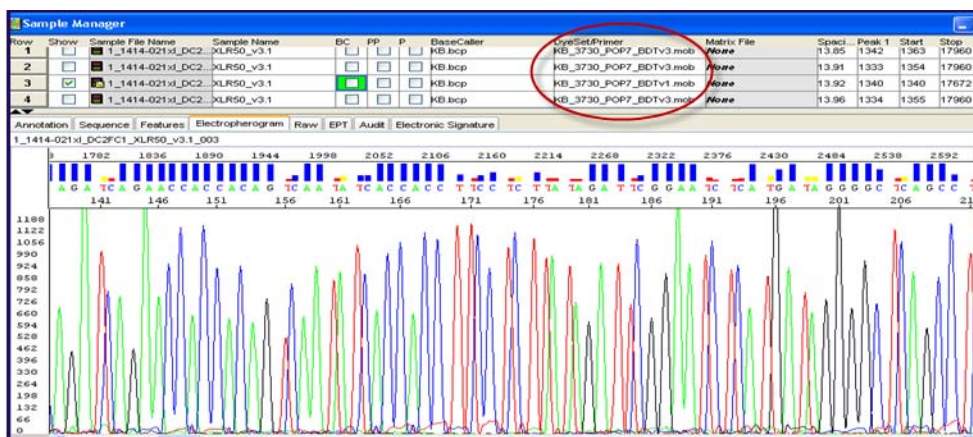 Sample Manager
Row Show Sample File Name Sample Name BC PP P BaseCaller DyeSet/Primer Matrix File Spaci... Peak 1 Start Stop
1 1_1414-021xl_DC2... XLR50_v3.1 KB.bcp KB_3730_POP7_BDTv3.mob None 13.85 1342 1363 17960
2 1_1414-021xl_DC2... XLR50_v3.1 KB.bcp KB_3730_POP7_BDTv3.mob None 13.91 1333 1354 17960
3 1_1414-021xl_DC2... XLR50_v3.1 KB.bcp KB_3730_POP7_BDTv1.mob None 13.92 1340 1340 17672
4 1_1414-021xl_DC2... XLR50_v3.1 KB.bcp KB_3730_POP7_BDTv3.mob None 13.96 1334 1355 17960
Annotation Sequence Features Electropherogram Raw EPT Audit Electronic Signature
1_1414-021xl_DC2FC1_XLR50_v3.1_003
1782 1836 1890 1944 1998 2052 2106 2160 2214 2268 2322 2376 2430 2484 2538 2592
A G A T C A G A A C C A C C A C A G T C A A T A T C A C C A C C T T C C T C T T A T A G A T T C G G A A T C T C A T G A T A G G G G C T C A G C C T
141 146 151 156 161 166 171 176 181 186 191 196 201 206
1188
1122
1056
990
924
858
792
726
660
594
528
462
396
330
264
198
132
66
0